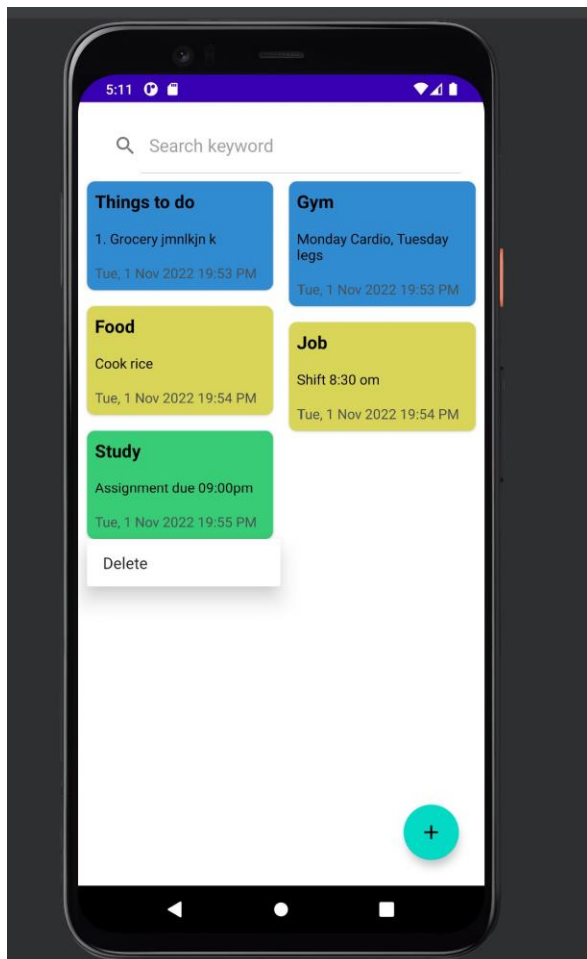 5:11
Search keyword
Things to do
1. Grocery jmnlkjn k
Tue, 1 Nov 2022 19:53 PM
Gym
Monday Cardio, Tuesday
legs
Tue, 1 Nov 2022 19:53 PM
Food
Cook rice
Tue, 1 Nov 2022 19:54 PM
Job
Shift 8:30 om
Tue, 1 Nov 2022 19:54 PM
Study
Assignment due 09:00pm
Tue, 1 Nov 2022 19:55 PM
Delete
+